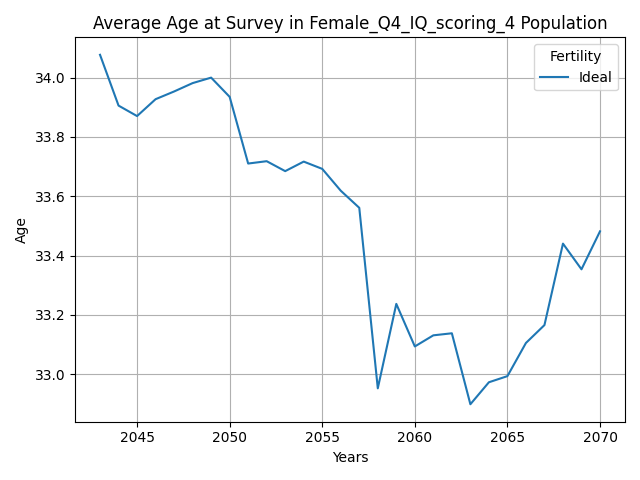 Average Age at Survey in Female_Q4_IQ_scoring_4 Population
Fertility
Ideal
34.0
33.8
33.6
33.4
33.2
33.0
Age
2045 2050 2055 2060 2065 2070
Years